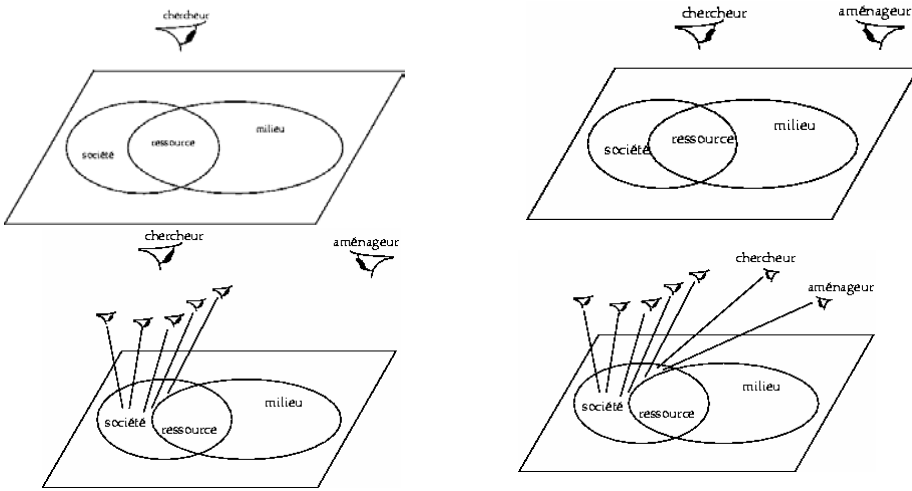 chercheur
société
ressource
milieu
chercheur
aménageur
société
ressource
milieu
chercheur
aménageur
société
ressource
milieu
chercheur
aménageur
société
ressource
milieu